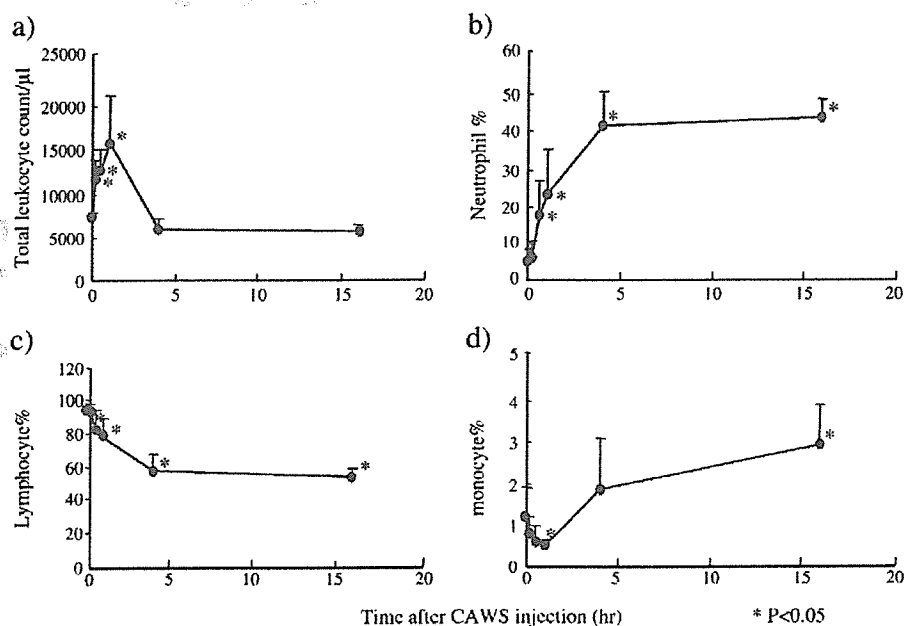 a)
Total leukocyte count/µl
25000
20000
15000
10000
5000
0
*
*
*
0 5 10 15 20
b)
Neutrophil %
60
50
40
30
20
10
0
*
*
*
*
0 5 10 15 20
c)
Lymphocyte%
120
100
80
60
40
20
0
*
*
*
*
0 5 10 15 20
d)
monocyte%
5
4
3
2
1
0
*
*
0 5 10 15 20
Time after CAWS injection (hr)
* P<0.05